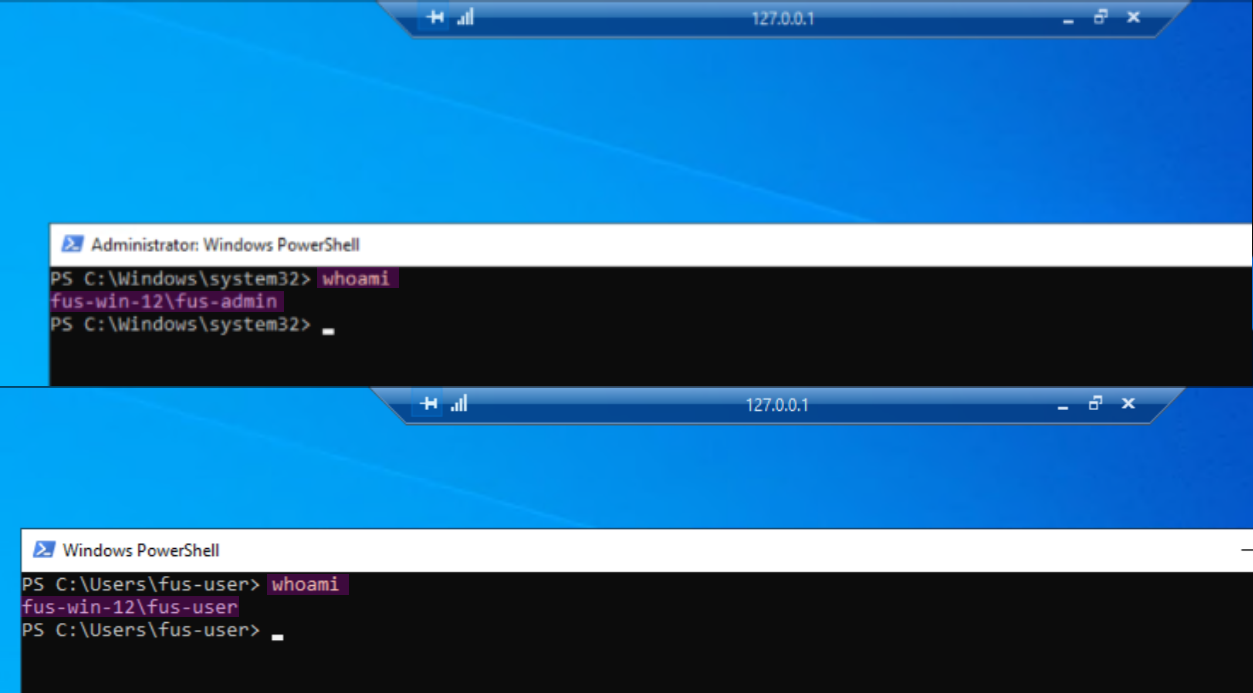 127.0.0.1
Administrator: Windows PowerShell
PS C:\Windows\system32> whoami
fus-win-12\fus-admin
PS C:\Windows\system32>
127.0.0.1
Windows PowerShell
PS C:\Users\fus-user> whoami
fus-win-12\fus-user
PS C:\Users\fus-user>